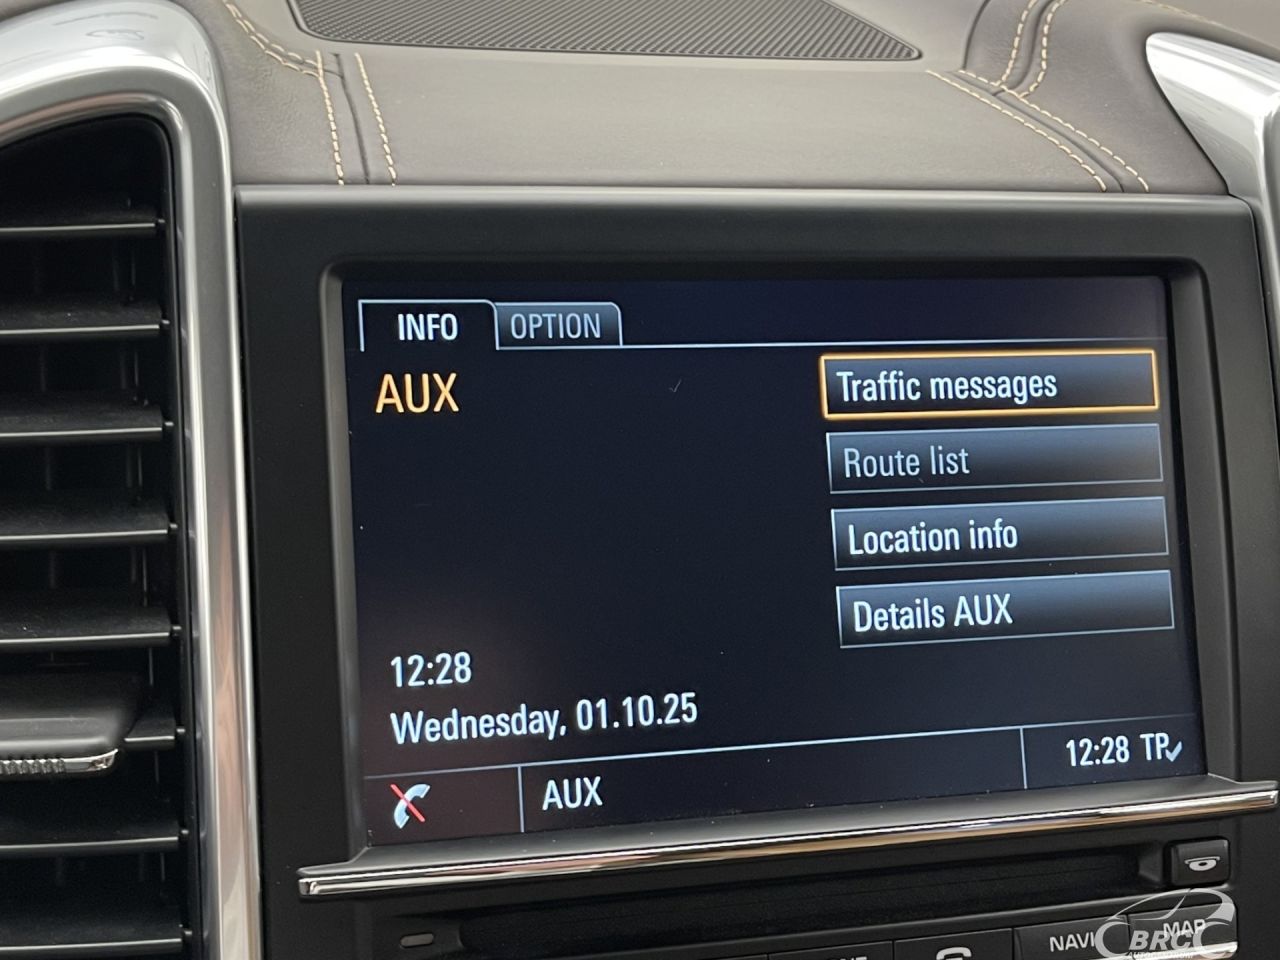 INFO OPTION
AUX
Traffic messages
Route list
Location info
Details AUX
12:28
Wednesday, 01.10.25
AUX
12:28 TP
NAVI
MAP
BRC